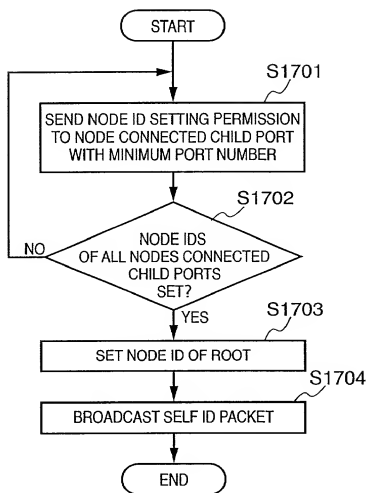 START
S1701
SEND NODE ID SETTING PERMISSION
TO NODE CONNECTED CHILD PORT
WITH MINIMUM PORT NUMBER
S1702
NODE IDS
OF ALL NODES CONNECTED
CHILD PORTS
SET?
NO
YES
S1703
SET NODE ID OF ROOT
S1704
BROADCAST SELF ID PACKET
END